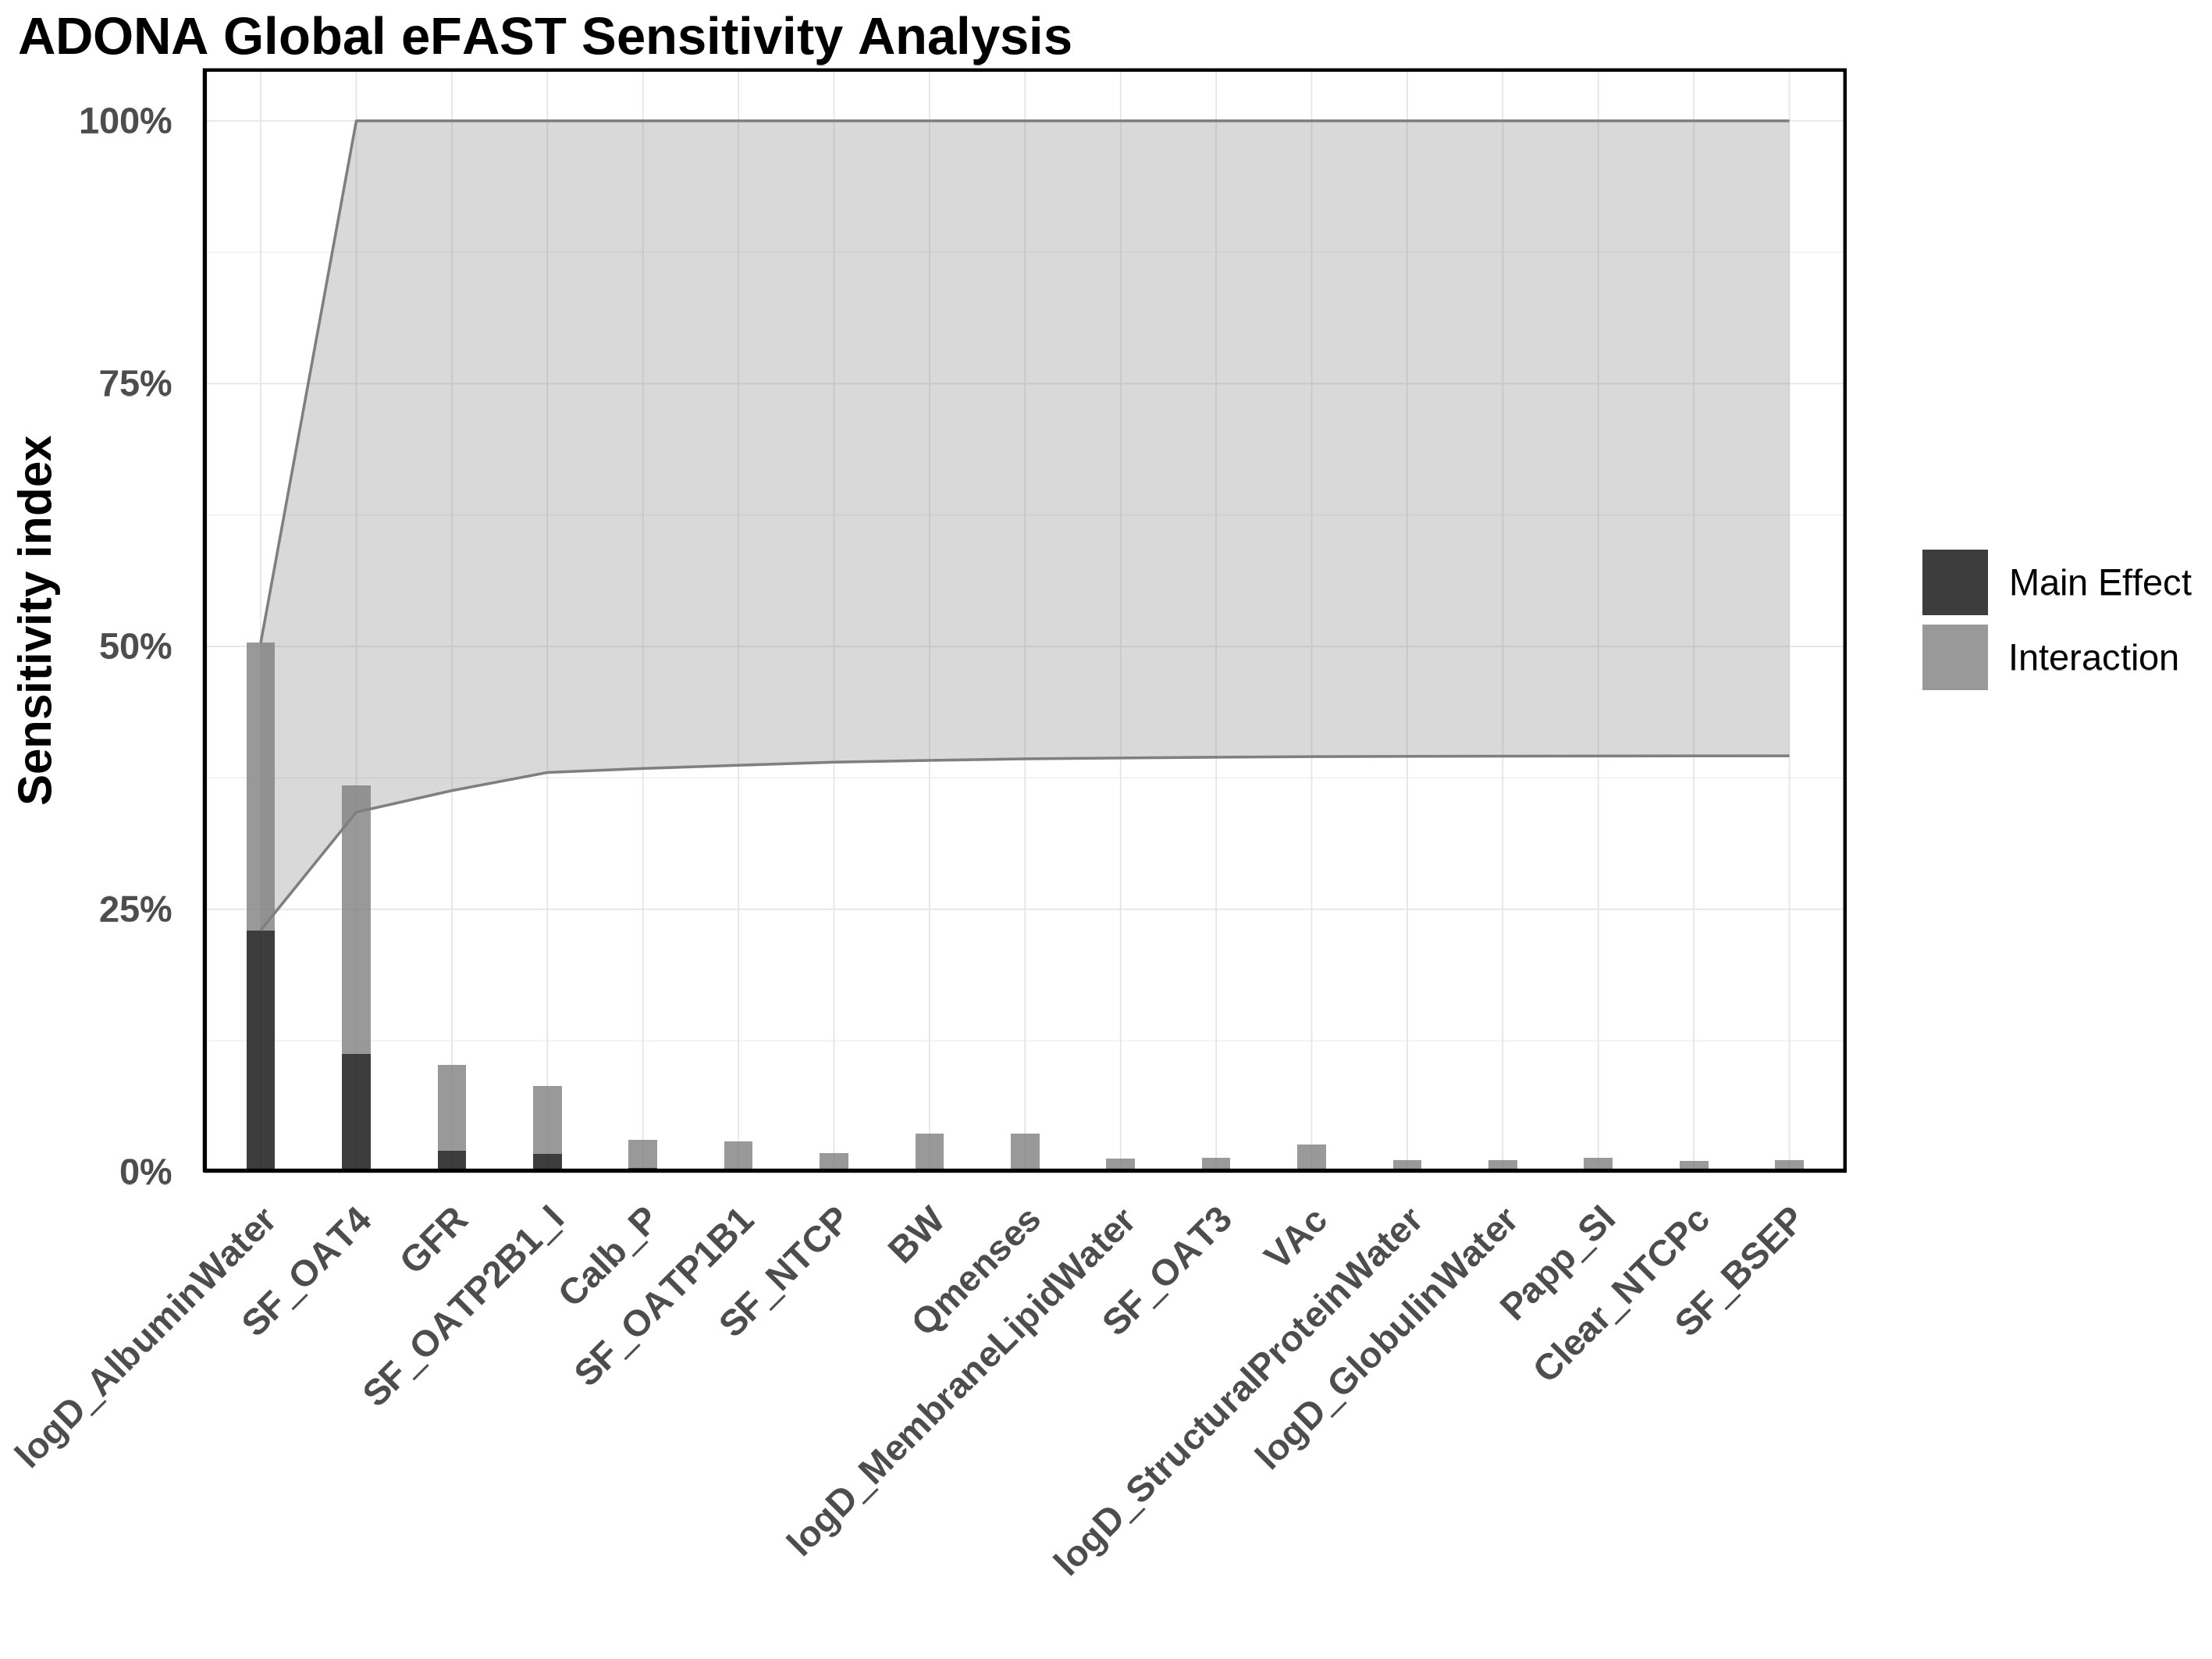 ADONA Global eFAST Sensitivity Analysis
Sensitivity index
100%
75%
50%
25%
0%
logD_AlbuminWater
SF_OAT4
GFR
SF_OATP2B1_I
Calb_P
SF_OATP1B1
SF_NTCP
BW
Qmenses
logD_MembraneLipidWater
SF_OAT3
VAc
logD_StructuralProteinWater
logD_GlobulinWater
Papp_SI
Clear_NTCPc
SF_BSEP
Main Effect
Interaction